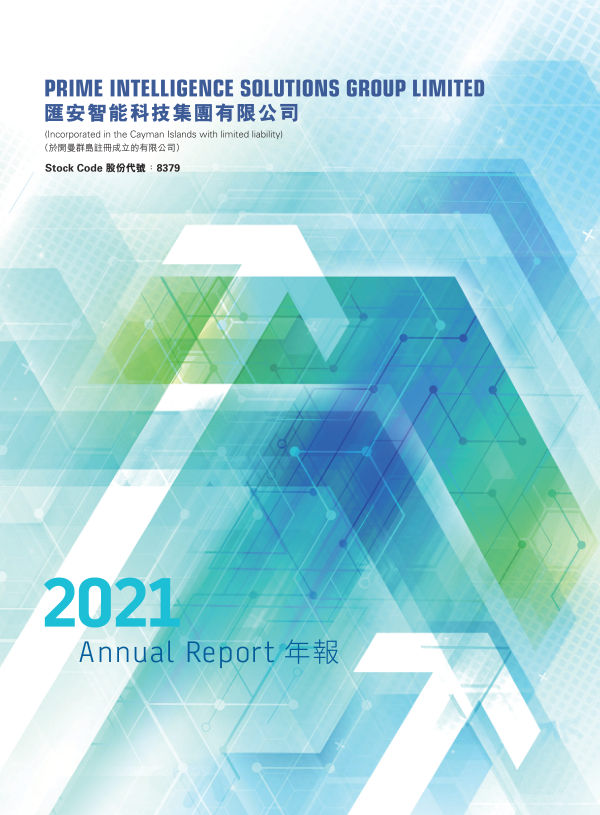 PRIME INTELLIGENCE SOLUTIONS GROUP LIMITED
匯安智能科技集團有限公司
(Incorporated in the Cayman Islands with limited liability)
(於開曼群島註冊成立的有限公司)
Stock Code 股份代號：8379
2021
Annual Report 年報